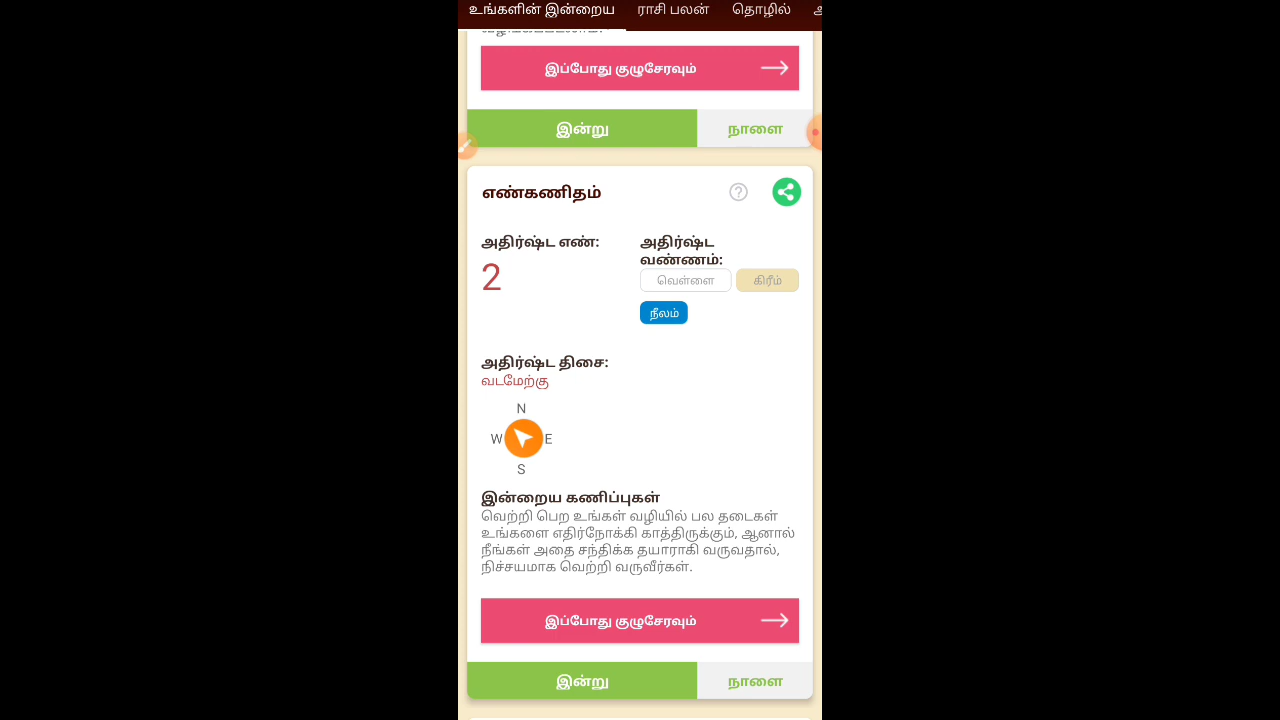 உங்களின் இன்றைய ராசி பலன் தொழில்
இப்போது குழுசேரவும்
இன்று நாளை
எண்கணிதம்
அதிர்ஷ்ட எண்: அதிர்ஷ்ட
வண்ணம்:
2
வெள்ளை கிரீம்
நீலம்
அதிர்ஷ்ட திசை:
வடமேற்கு
N
W E
S
இன்றைய கணிப்புகள்
வெற்றி பெற உங்கள் வழியில் பல தடைகள்
உங்களை எதிர்நோக்கி காத்திருக்கும், ஆனால்
நீங்கள் அதை சந்திக்க தயாராகி வருவதால்,
நிச்சயமாக வெற்றி வருவீர்கள்.
இப்போது குழுசேரவும்
இன்று நாளை